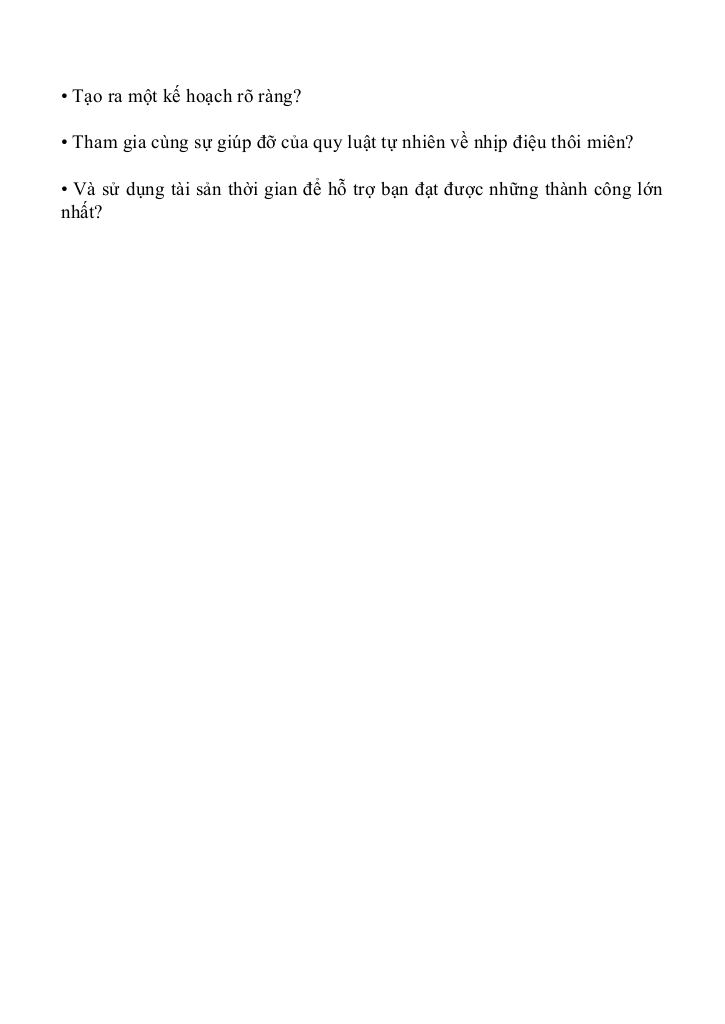 • Tạo ra một kế hoạch rõ ràng?
• Tham gia cùng sự giúp đỡ của quy luật tự nhiên về nhịp điệu thôi miên?
• Và sử dụng tài sản thời gian để hỗ trợ bạn đạt được những thành công lớn
nhất?